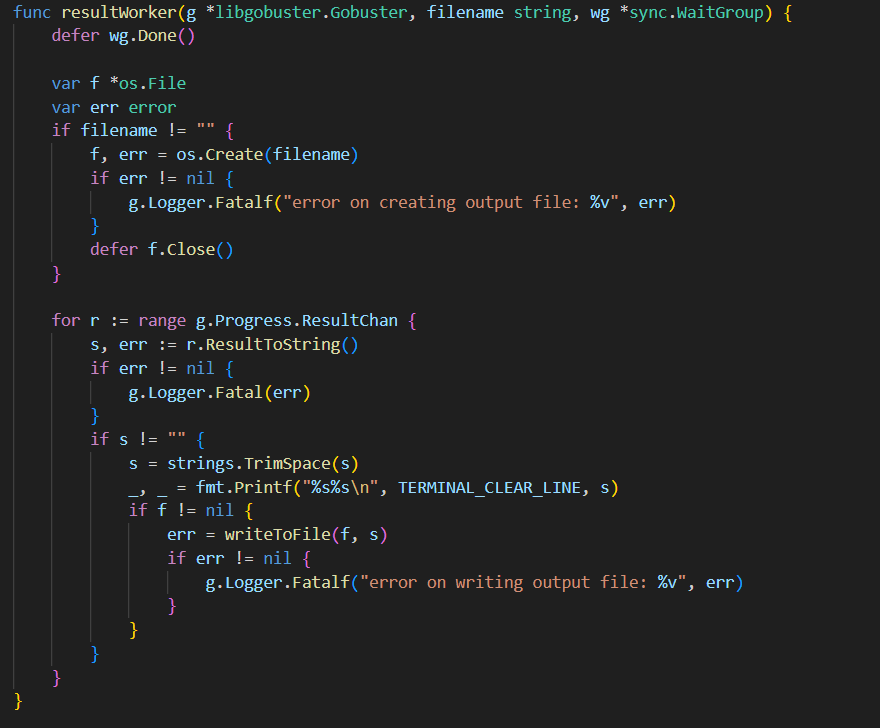 func resultWorker(g *libgobuster.Gobuster, filename string, wg *sync.WaitGroup) {
    defer wg.Done()

    var f *os.File
    var err error
    if filename != "" {
        f, err = os.Create(filename)
        if err != nil {
            g.Logger.Fatalf("error on creating output file: %v", err)
        }
        defer f.Close()
    }

    for r := range g.Progress.ResultChan {
        s, err := r.ResultToString()
        if err != nil {
            g.Logger.Fatal(err)
        }
        if s != "" {
            s = strings.TrimSpace(s)
            _, _ = fmt.Printf("%s%s\n", TERMINAL_CLEAR_LINE, s)
            if f != nil {
                err = writeToFile(f, s)
                if err != nil {
                    g.Logger.Fatalf("error on writing output file: %v", err)
                }
            }
        }
    }
}